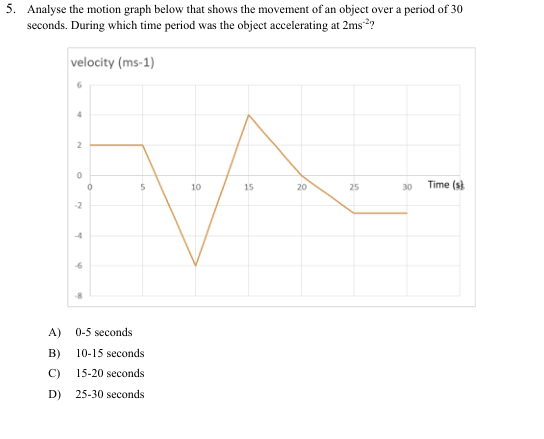 5. Analyse the motion graph below that shows the movement of an object over a period of 30
seconds. During which time period was the object accelerating at 2ms⁻²?
velocity (ms-1)
6
4
2
0
0 5 10 15 20 25 30 Time (s)
-2
-4
-6
-8
A) 0-5 seconds
B) 10-15 seconds
C) 15-20 seconds
D) 25-30 seconds